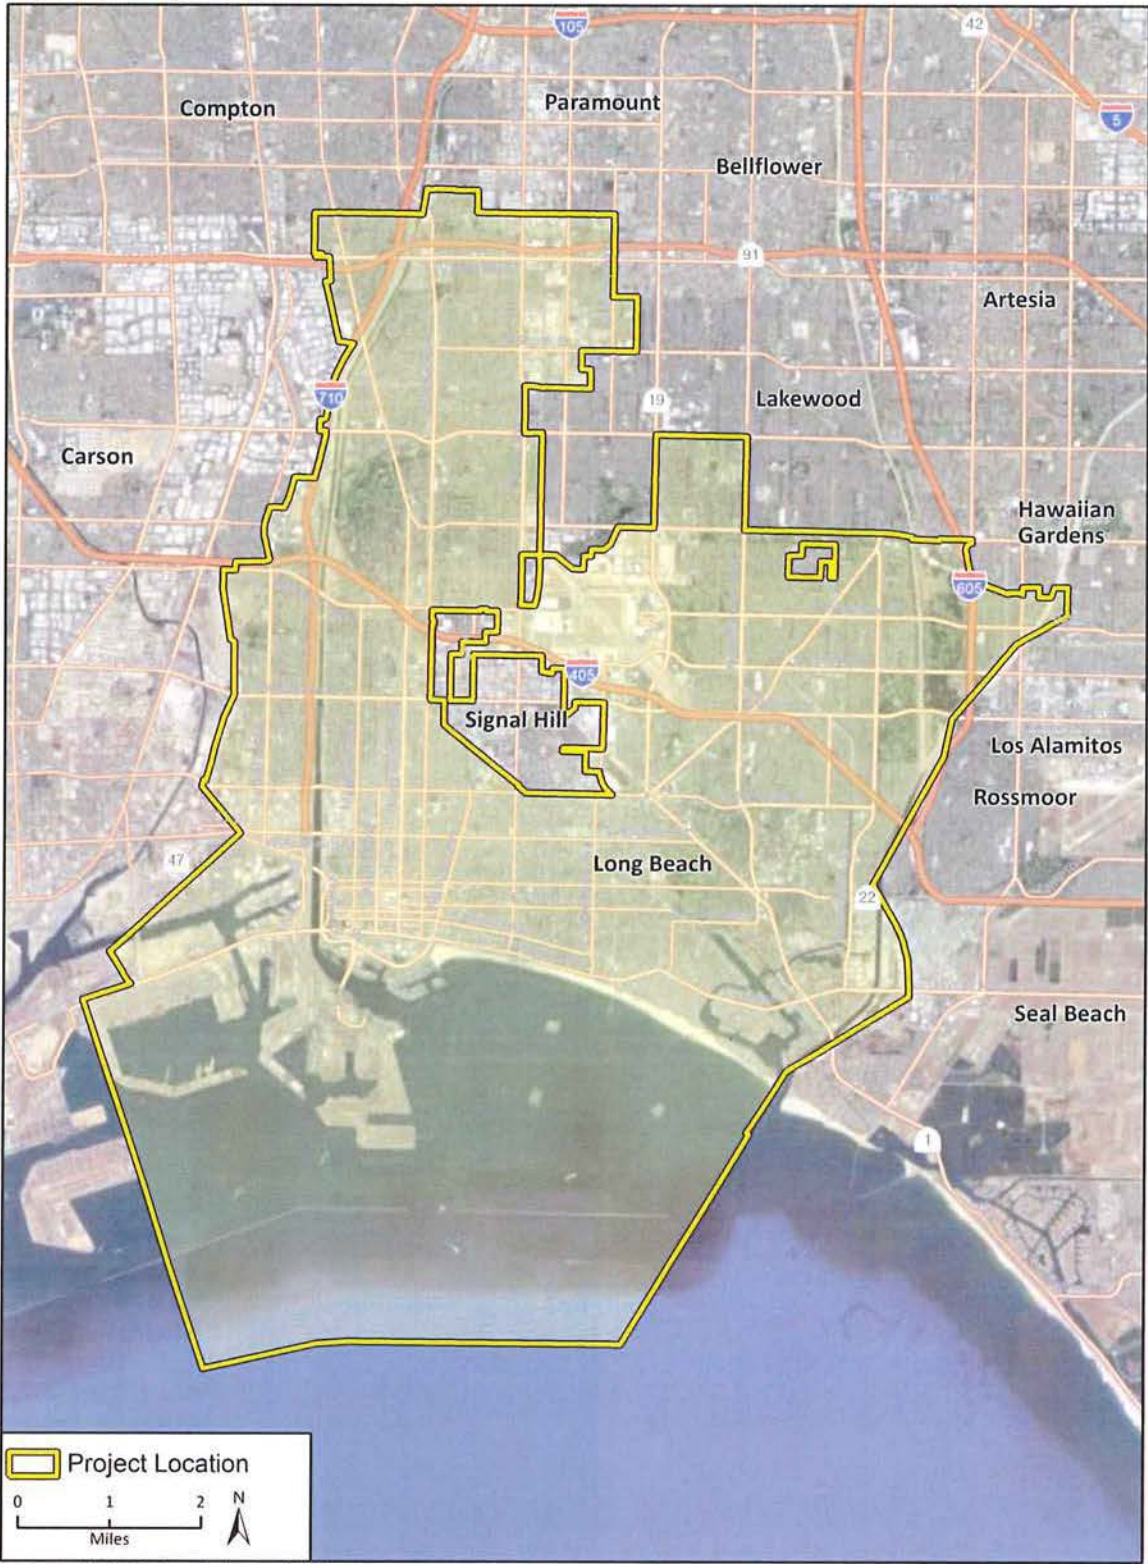 105
42
Compton
Paramount
5
Bellflower
91
Artesia
710
19
Lakewood
Carson
Hawaiian
Gardens
605
405
Signal Hill
Los Alamitos
Rossmoor
47
Long Beach
22
Seal Beach
1
Project Location
0 1 2
N
Miles